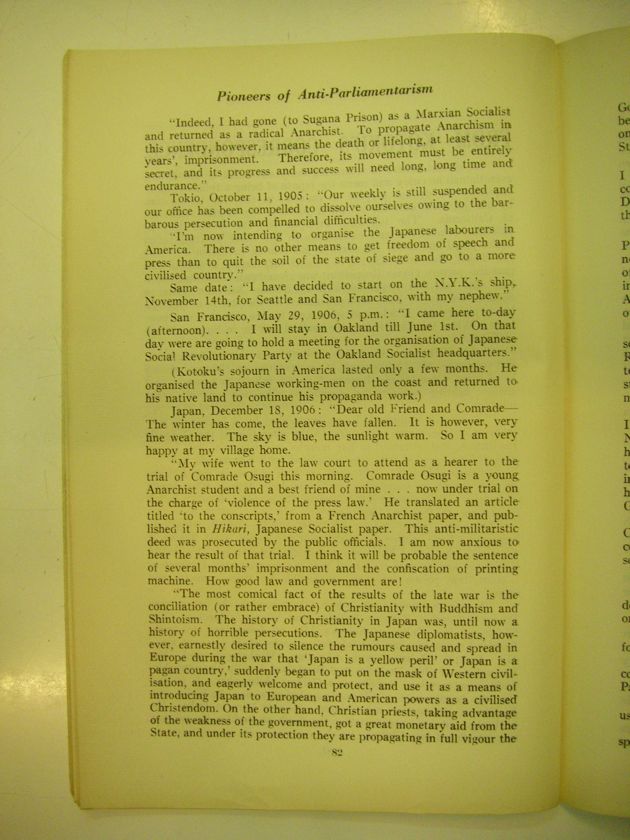 Pioneers of Anti-Parliamentarism
"Indeed, I had gone (to Sugana Prison) as a Marxian Socialist
and returned as a radical Anarchist. To propagate Anarchism in
this country, however, it means the death or lifelong, at least several
years', imprisonment. Therefore, its movement must be entirely
secret, and its progress and success will need long, long time and
endurance."
Tokio, October 11, 1905: "Our weekly is still suspended and
our office has been compelled to dissolve ourselves owing to the bar-
barous persecution and financial difficulties.
"I'm now intending to organise the Japanese labourers in
America. There is no other means to get freedom of speech and
press than to quit the soil of the state of siege and go to a more
civilised country."
Same date: "I have decided to start on the N.Y.K.'s ship,
November 14th, for Seattle and San Francisco, with my nephew."
San Francisco, May 29, 1906, 5 p.m.: "I came here to-day
(afternoon). . . . I will stay in Oakland till June 1st. On that
day were are going to hold a meeting for the organisation of Japanese
Social Revolutionary Party at the Oakland Socialist headquarters."
(Kotoku's sojourn in America lasted only a few months. He
organised the Japanese working-men on the coast and returned to
his native land to continue his propaganda work.)
Japan, December 18, 1906: "Dear old Friend and Comrade—
The winter has come, the leaves have fallen. It is however, very
fine weather. The sky is blue, the sunlight warm. So I am very
happy at my village home.
"My wife went to the law court to attend as a hearer to the
trial of Comrade Osugi this morning. Comrade Osugi is a young
Anarchist student and a best friend of mine . . . now under trial on
the charge of 'violence of the press law.' He translated an article
titled 'to the conscripts,' from a French Anarchist paper, and pub-
lished it in Hikari, Japanese Socialist paper. This anti-militaristic
deed was prosecuted by the public officials. I am now anxious to
hear the result of that trial. I think it will be probable the sentence
of several months' imprisonment and the confiscation of printing
machine. How good law and government are!
"The most comical fact of the results of the late war is the
conciliation (or rather embrace) of Christianity with Buddhism and
Shintoism. The history of Christianity in Japan was, until now a
history of horrible persecutions. The Japanese diplomatists, how-
ever, earnestly desired to silence the rumours caused and spread in
Europe during the war that 'Japan is a yellow peril' or Japan is a
pagan country,' suddenly began to put on the mask of Western civil-
isation, and eagerly welcome and protect, and use it as a means of
introducing Japan to European and American powers as a civilised
Christendom. On the other hand, Christian priests, taking advantage
of the weakness of the government, got a great monetary aid from the
State, and under its protection they are propagating in full vigour the
82